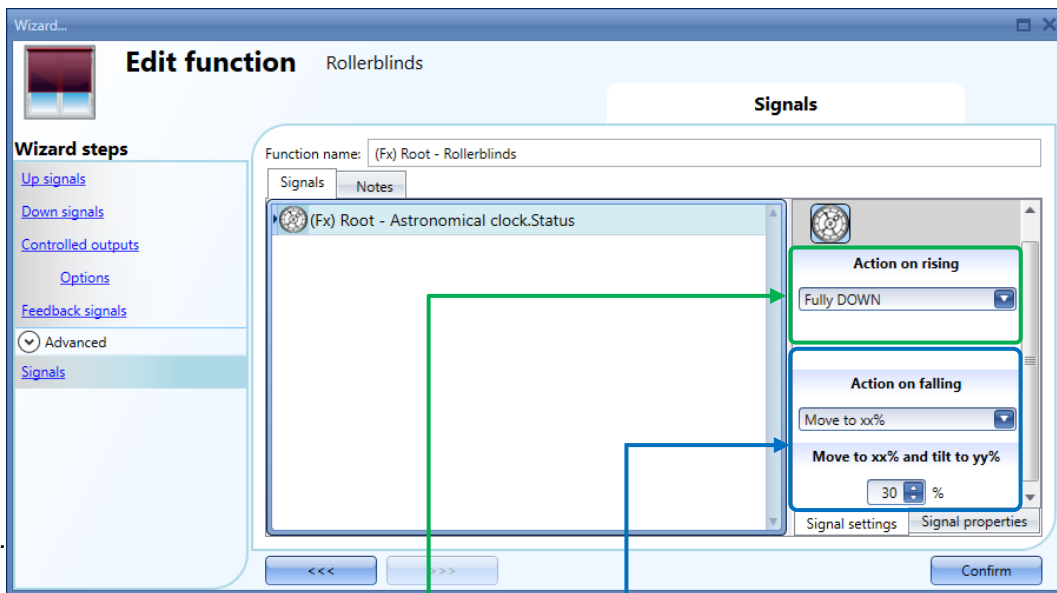 Wizard...
Edit function Rollerblinds
Signals
Wizard steps
Up signals
Down signals
Controlled outputs
Options
Feedback signals
Advanced
Signals
Function name: (Fx) Root - Rollerblinds
Signals Notes
(Fx) Root - Astronomical clock.Status
Action on rising
Fully DOWN
Action on falling
Move to xx%
Move to xx% and tilt to yy%
30 %
Signal settings Signal properties
.
<<< >>> Confirm